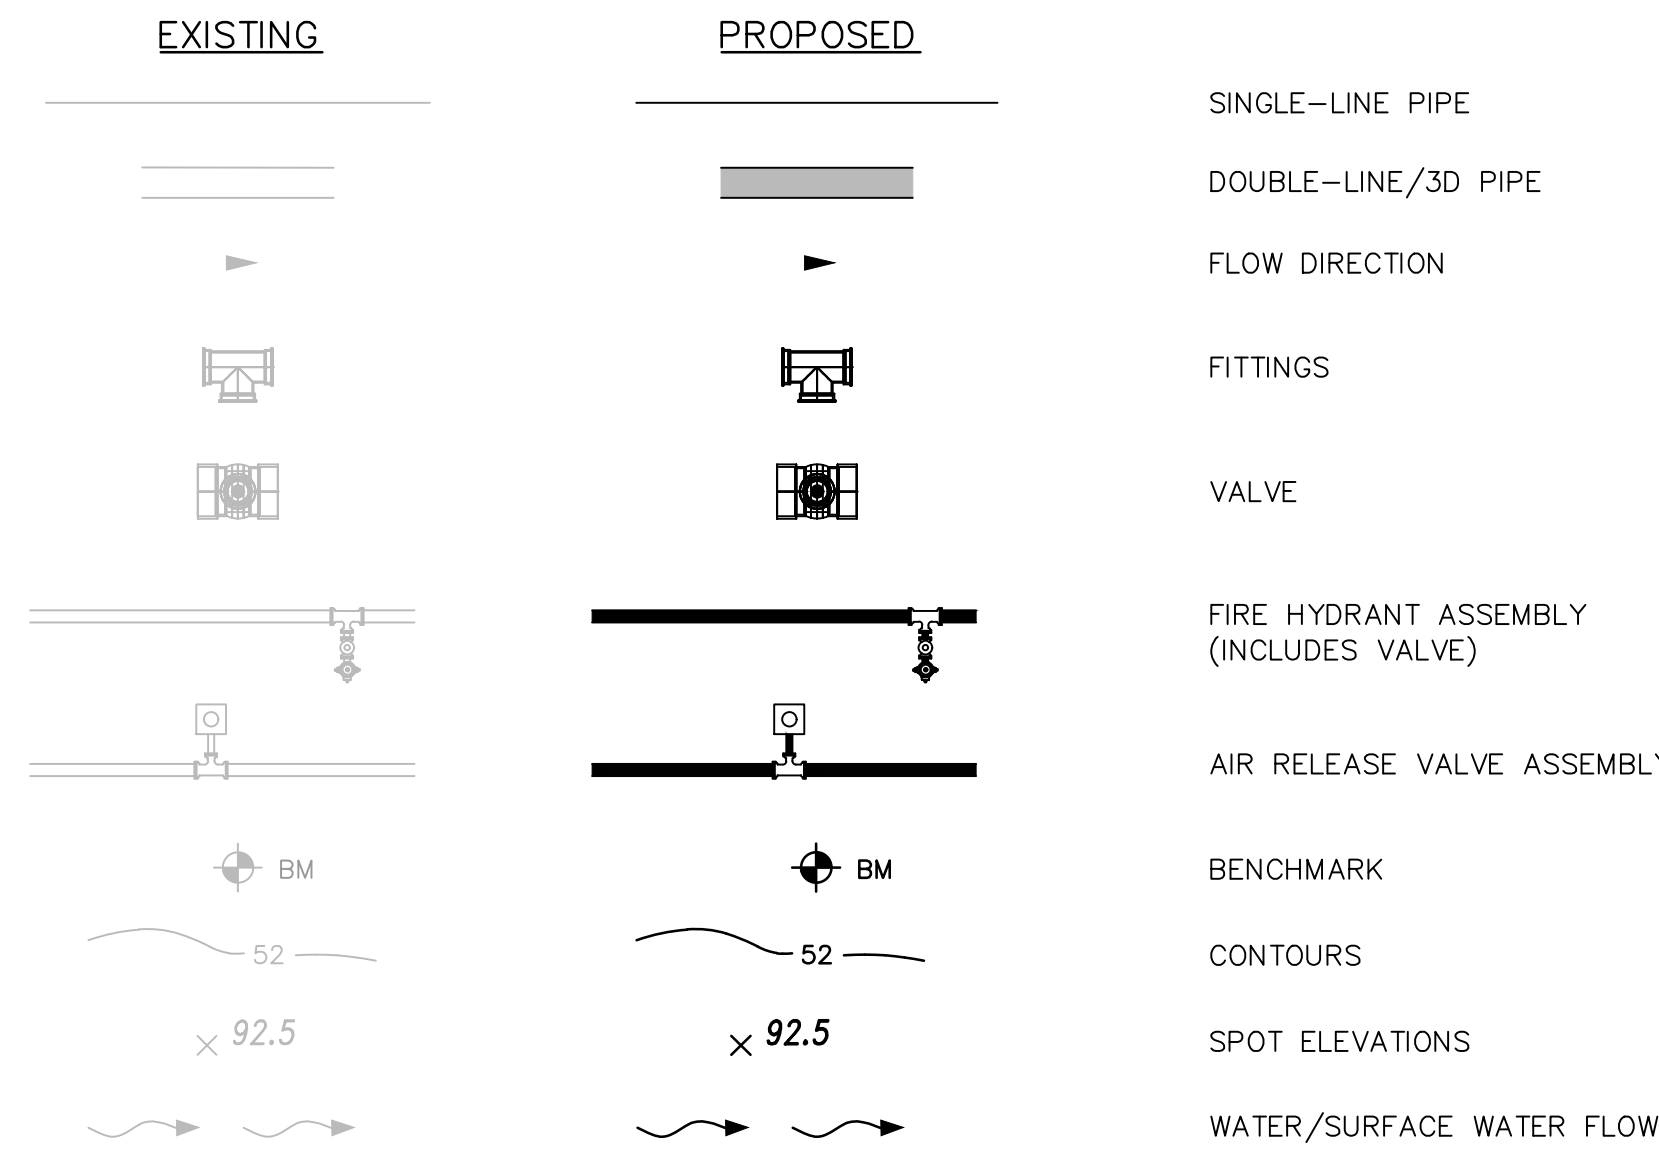 EXISTING PROPOSED
SINGLE-LINE PIPE
DOUBLE-LINE/3D PIPE
FLOW DIRECTION
FITTINGS
VALVE
FIRE HYDRANT ASSEMBLY
(INCLUDES VALVE)
AIR RELEASE VALVE ASSEMBLY
BM BM BENCHMARK
52 52 CONTOURS
92.5 92.5 SPOT ELEVATIONS
WATER/SURFACE WATER FLOW